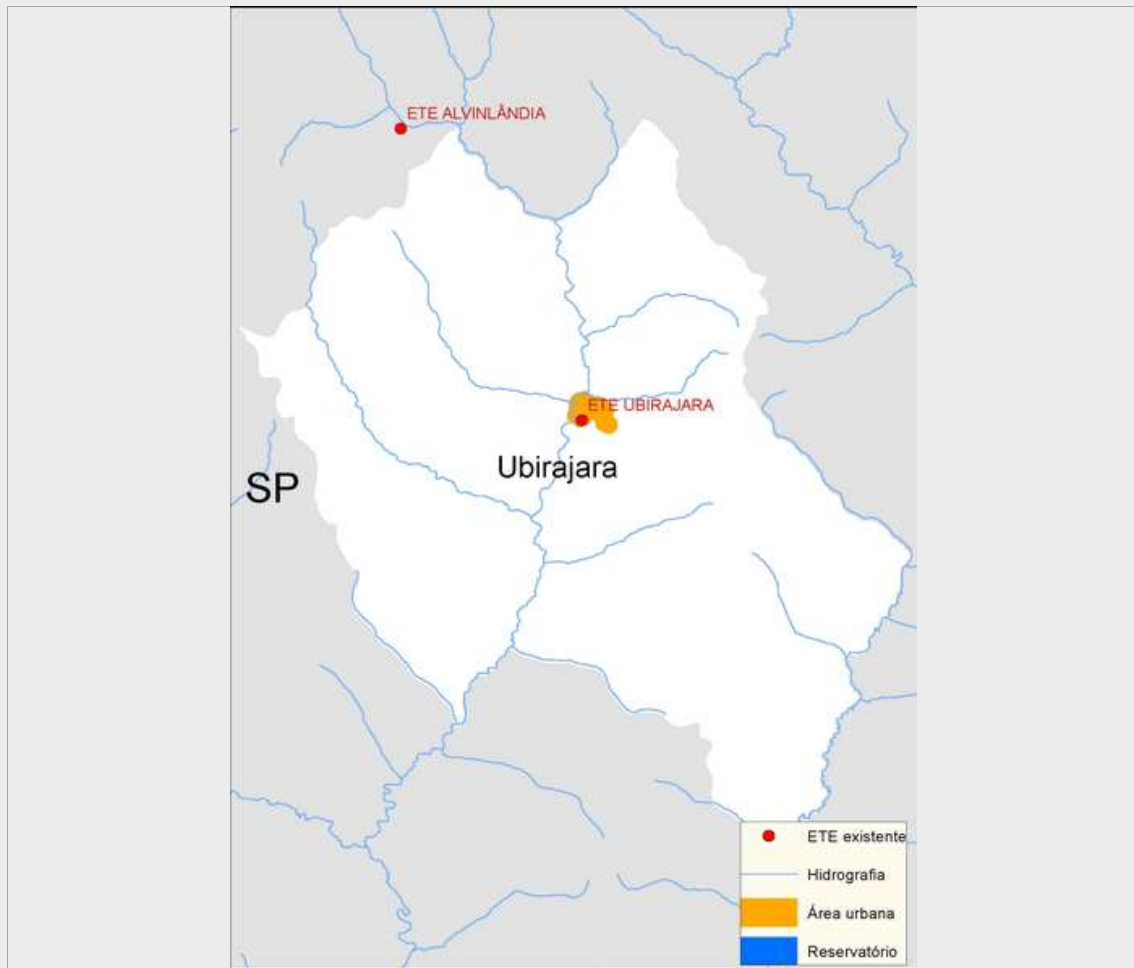 ETE ALVINLÂNDIA
ETE UBIRAJARA
Ubirajara
SP
ETE existente
Hidrografia
Área urbana
Reservatório